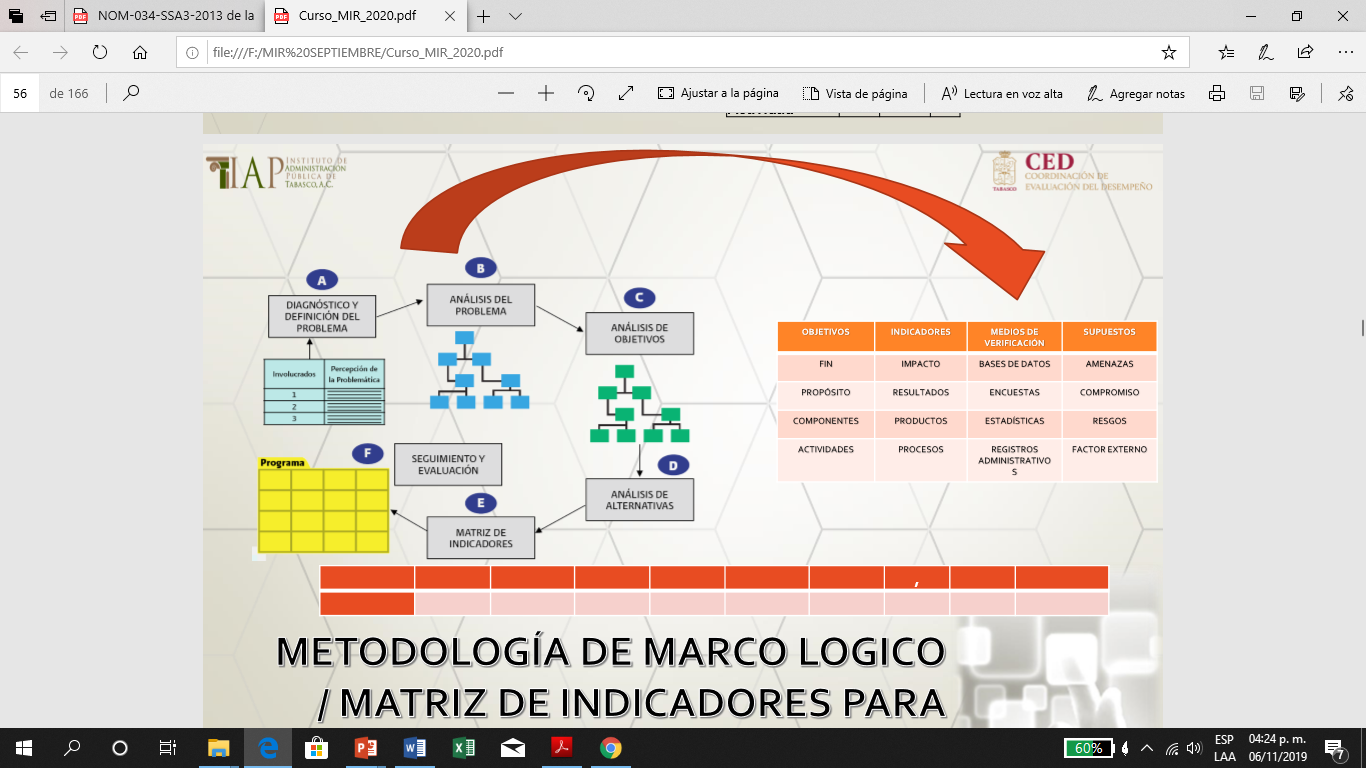 NOM-034-SSA3-2013 de la
Curso_MIR_2020.pdf
file:///F:/MIR%20SEPTIEMBRE/Curso_MIR_2020.pdf
56 de 166
Ajustar a la página
Vista de página
Lectura en voz alta
Agregar notas
IAP INSTITUTO DE
ADMINISTRACIÓN
PÚBLICA DE
TABASCO, A.C.
TABASCO
CED
COORDINACIÓN DE
EVALUACIÓN DEL DESEMPEÑO
A
DIAGNÓSTICO Y
DEFINICIÓN DEL
PROBLEMA
B
ANÁLISIS DEL
PROBLEMA
C
ANÁLISIS DE
OBJETIVOS
Involucrados
Percepción de
la Problemática
1
2
3
D
ANÁLISIS DE
ALTERNATIVAS
E
MATRIZ DE
INDICADORES
F
SEGUIMIENTO Y
EVALUACIÓN
Programa
OBJETIVOS INDICADORES MEDIOS DE
VERIFICACIÓN SUPUESTOS
FIN IMPACTO BASES DE DATOS AMENAZAS
PROPÓSITO RESULTADOS ENCUESTAS COMPROMISO
COMPONENTES PRODUCTOS ESTADÍSTICAS RESGOS
ACTIVIDADES PROCESOS REGISTROS
ADMINISTRATIVO
S FACTOR EXTERNO
,
METODOLOGÍA DE MARCO LOGICO
/ MATRIZ DE INDICADORES PARA
60%
ESP
LAA
04:24 p. m.
06/11/2019
7